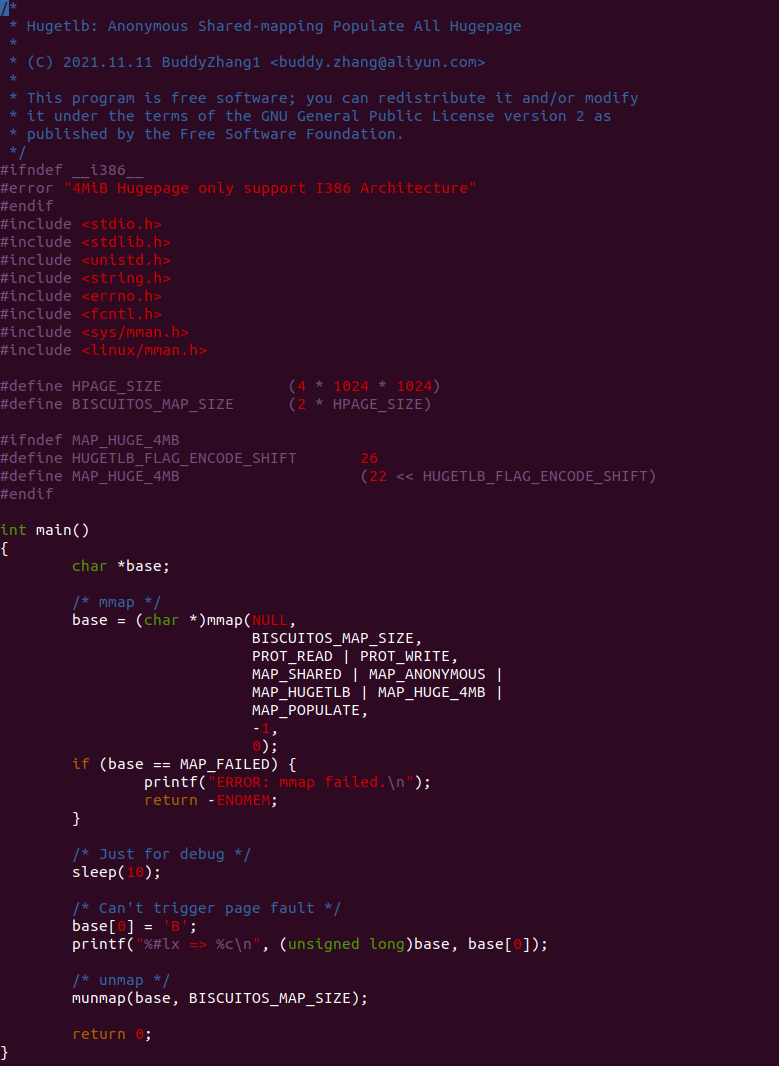 /*
 * Hugetlb: Anonymous Shared-mapping Populate All Hugepage
 *
 * (C) 2021.11.11 BuddyZhang1 <buddy.zhang@aliyun.com>
 *
 * This program is free software; you can redistribute it and/or modify
 * it under the terms of the GNU General Public License version 2 as
 * published by the Free Software Foundation.
 */
#ifndef __i386__
#error "4MiB Hugepage only support I386 Architecture"
#endif
#include <stdio.h>
#include <stdlib.h>
#include <unistd.h>
#include <string.h>
#include <errno.h>
#include <fcntl.h>
#include <sys/mman.h>
#include <linux/mman.h>

#define HPAGE_SIZE              (4 * 1024 * 1024)
#define BISCUITOS_MAP_SIZE      (2 * HPAGE_SIZE)

#ifndef MAP_HUGE_4MB
#define HUGETLB_FLAG_ENCODE_SHIFT       26
#define MAP_HUGE_4MB                    (22 << HUGETLB_FLAG_ENCODE_SHIFT)
#endif

int main()
{
        char *base;

        /* mmap */
        base = (char *)mmap(NULL,
                            BISCUITOS_MAP_SIZE,
                            PROT_READ | PROT_WRITE,
                            MAP_SHARED | MAP_ANONYMOUS |
                            MAP_HUGETLB | MAP_HUGE_4MB |
                            MAP_POPULATE,
                            -1,
                            0);
        if (base == MAP_FAILED) {
                printf("ERROR: mmap failed.\n");
                return -ENOMEM;
        }

        /* Just for debug */
        sleep(10);

        /* Can't trigger page fault */
        base[0] = 'B';
        printf("%#lx => %c\n", (unsigned long)base, base[0]);

        /* unmap */
        munmap(base, BISCUITOS_MAP_SIZE);

        return 0;
}